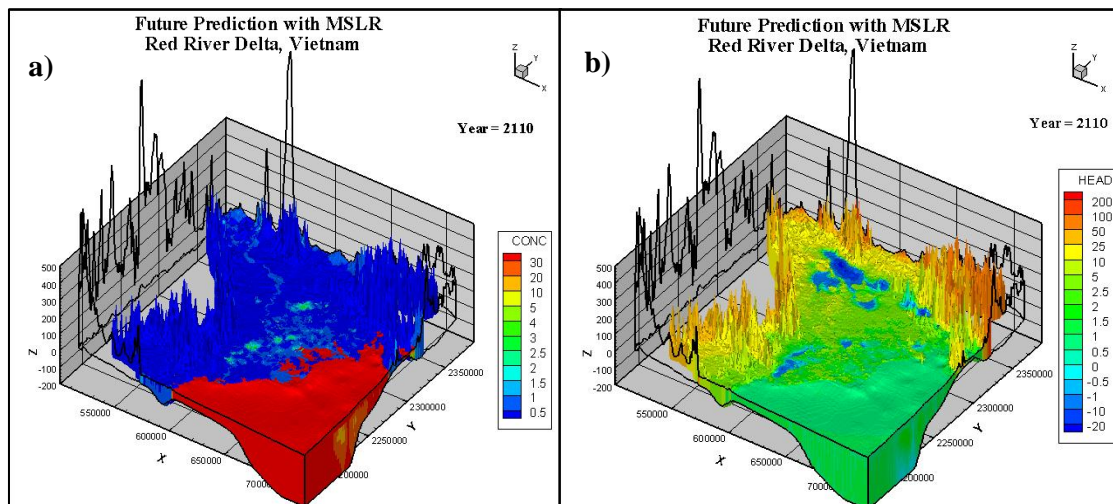 Future Prediction with MSLR
Red River Delta, Vietnam
a)
Z
Y
X
Year = 2110
CONC
30
20
10
5
4
3
2.5
2
1.5
1
0.5
500
400
300
200
100
0
-100
-200
Z
550000
600000
650000
X
2350000
2300000
2250000
Y
Future Prediction with MSLR
Red River Delta, Vietnam
b)
Z
Y
X
Year = 2110
HEAD
200
100
50
25
10
5
2.5
2
1.5
1
0.5
0
-0.5
-1
-10
-20
500
400
300
200
100
0
-100
-200
Z
550000
600000
650000
X
2350000
2300000
2250000
Y